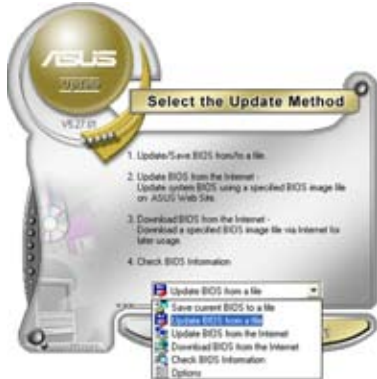 ASUS
Update
Select the Update Method
1. Update/Save BIOS from/to a file.
2. Update BIOS from the Internet -
Update system BIOS using a specified BIOS image file
on ASUS Web Site.
3. Download BIOS from the Internet -
Download a specified BIOS image file via Internet for
later usage.
4. Check BIOS Information
Update BIOS from a file
Save current BIOS to a file
Update BIOS from a file
Update BIOS from the Internet
Download BIOS from the Internet
Check BIOS Information
Options